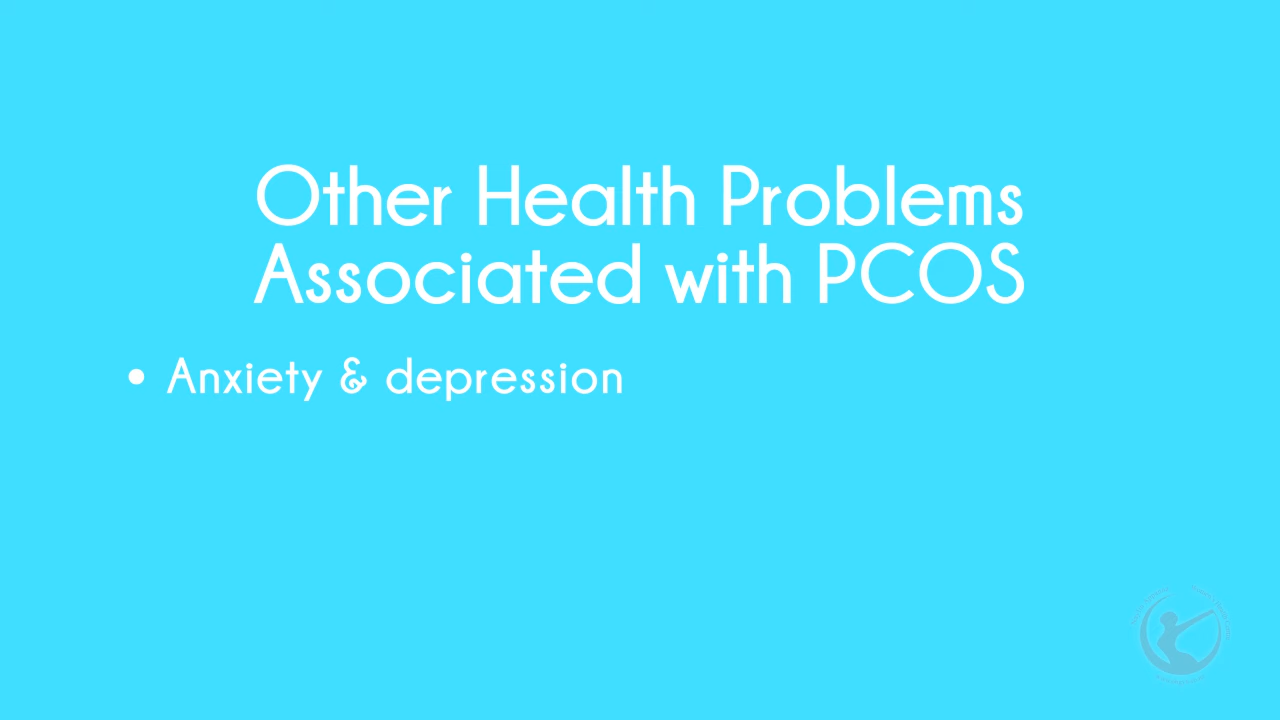 Other Health Problems
Associated with PCOS
• Anxiety & depression